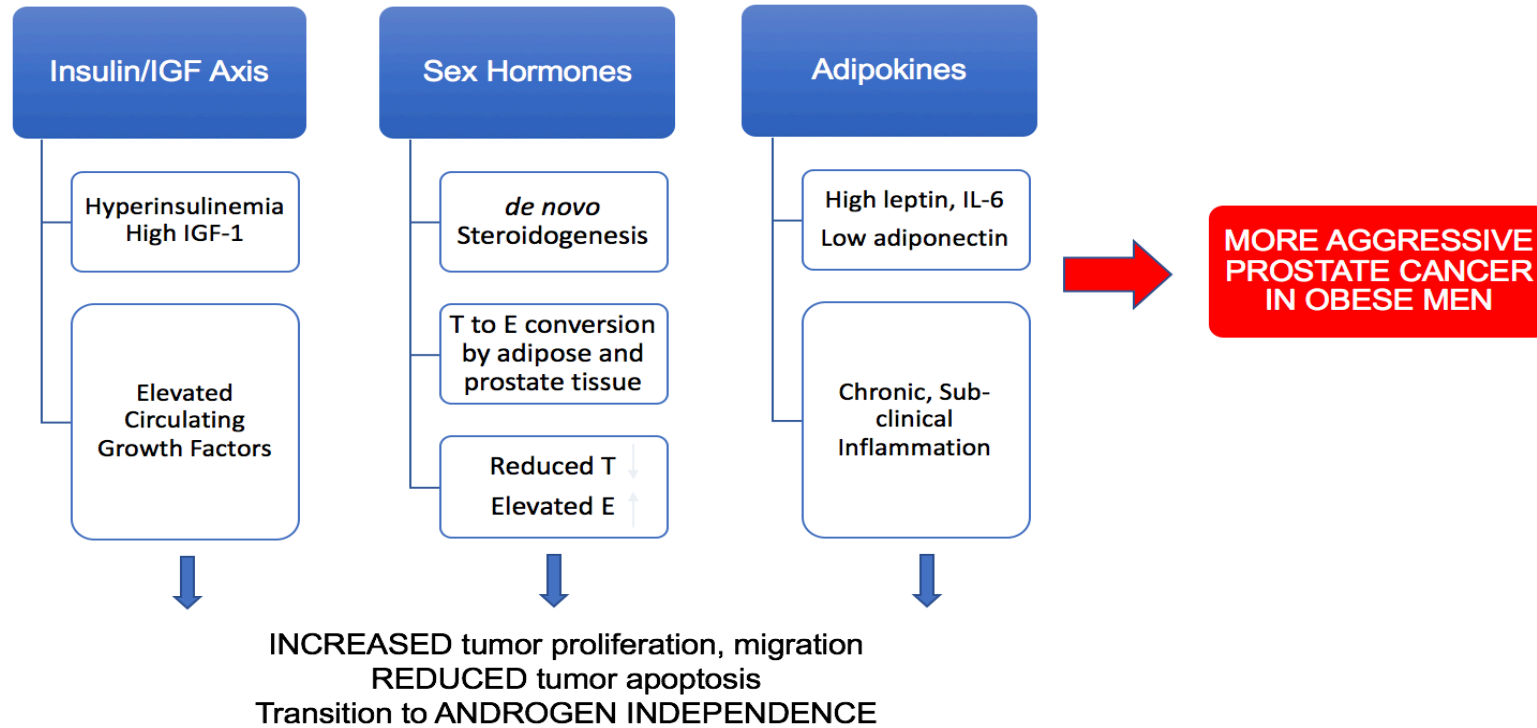 Insulin/IGF Axis
Hyperinsulinemia
High IGF-1
Elevated
Circulating
Growth Factors
Sex Hormones
de novo
Steroidogenesis
T to E conversion
by adipose and
prostate tissue
Reduced T ↓
Elevated E ↑
Adipokines
High leptin, IL-6
Low adiponectin
Chronic, Sub-
clinical
Inflammation
MORE AGGRESSIVE
PROSTATE CANCER
IN OBESE MEN
INCREASED tumor proliferation, migration
REDUCED tumor apoptosis
Transition to ANDROGEN INDEPENDENCE